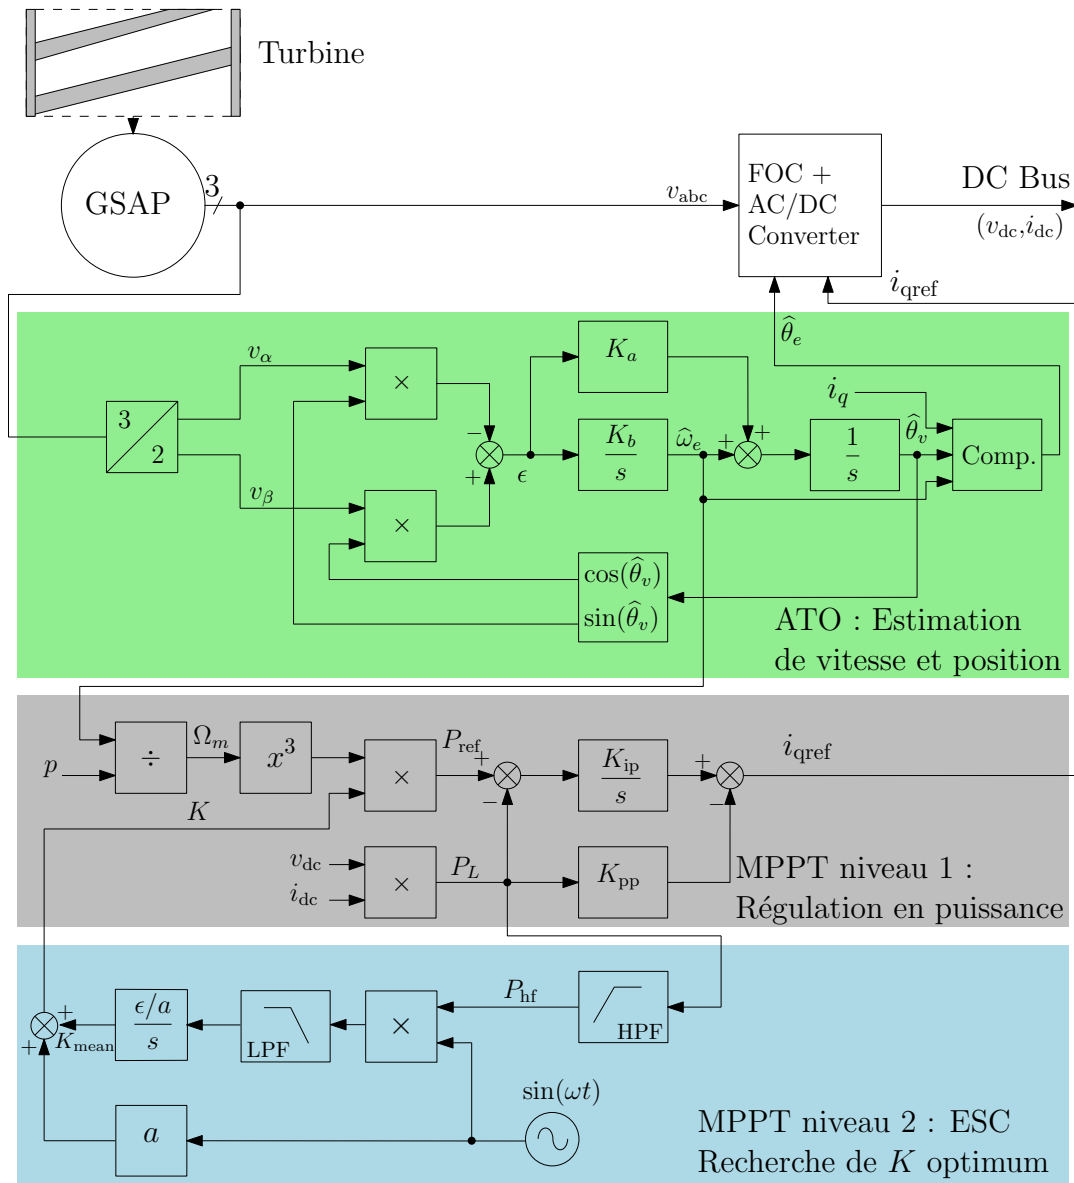 Turbine
GSAP
3
v_abc
FOC +
AC/DC
Converter
DC Bus
(v_dc,i_dc)
i_qref
θ̂_e
v_α
×
K_a
i_q
3
2
−
+
ϵ
K_b
s
ω̂_e
+
+
1
s
θ̂_v
Comp.
v_β
×
cos(θ̂_v)
sin(θ̂_v)
ATO : Estimation
de vitesse et position
p
÷
Ω_m
x³
×
P_ref
+
−
K_ip
s
+
−
i_qref
K
v_dc
i_dc
×
P_L
K_pp
MPPT niveau 1 :
Régulation en puissance
+
+
K_mean
ϵ/a
s
LPF
×
P_hf
HPF
sin(ωt)
a
MPPT niveau 2 : ESC
Recherche de K optimum